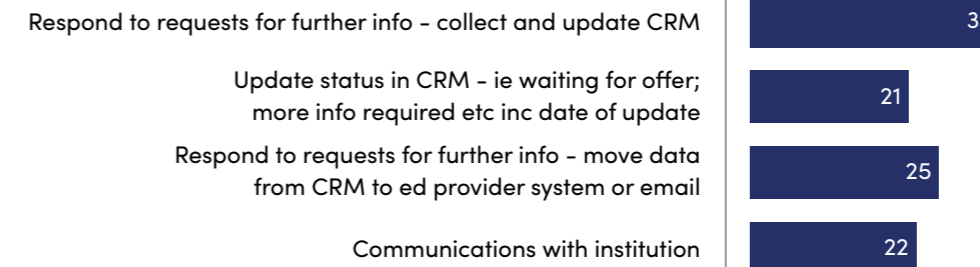 Respond to requests for further info - collect and update CRM
3
Update status in CRM - ie waiting for offer;
more info required etc inc date of update
21
Respond to requests for further info - move data
from CRM to ed provider system or email
25
Communications with institution
22